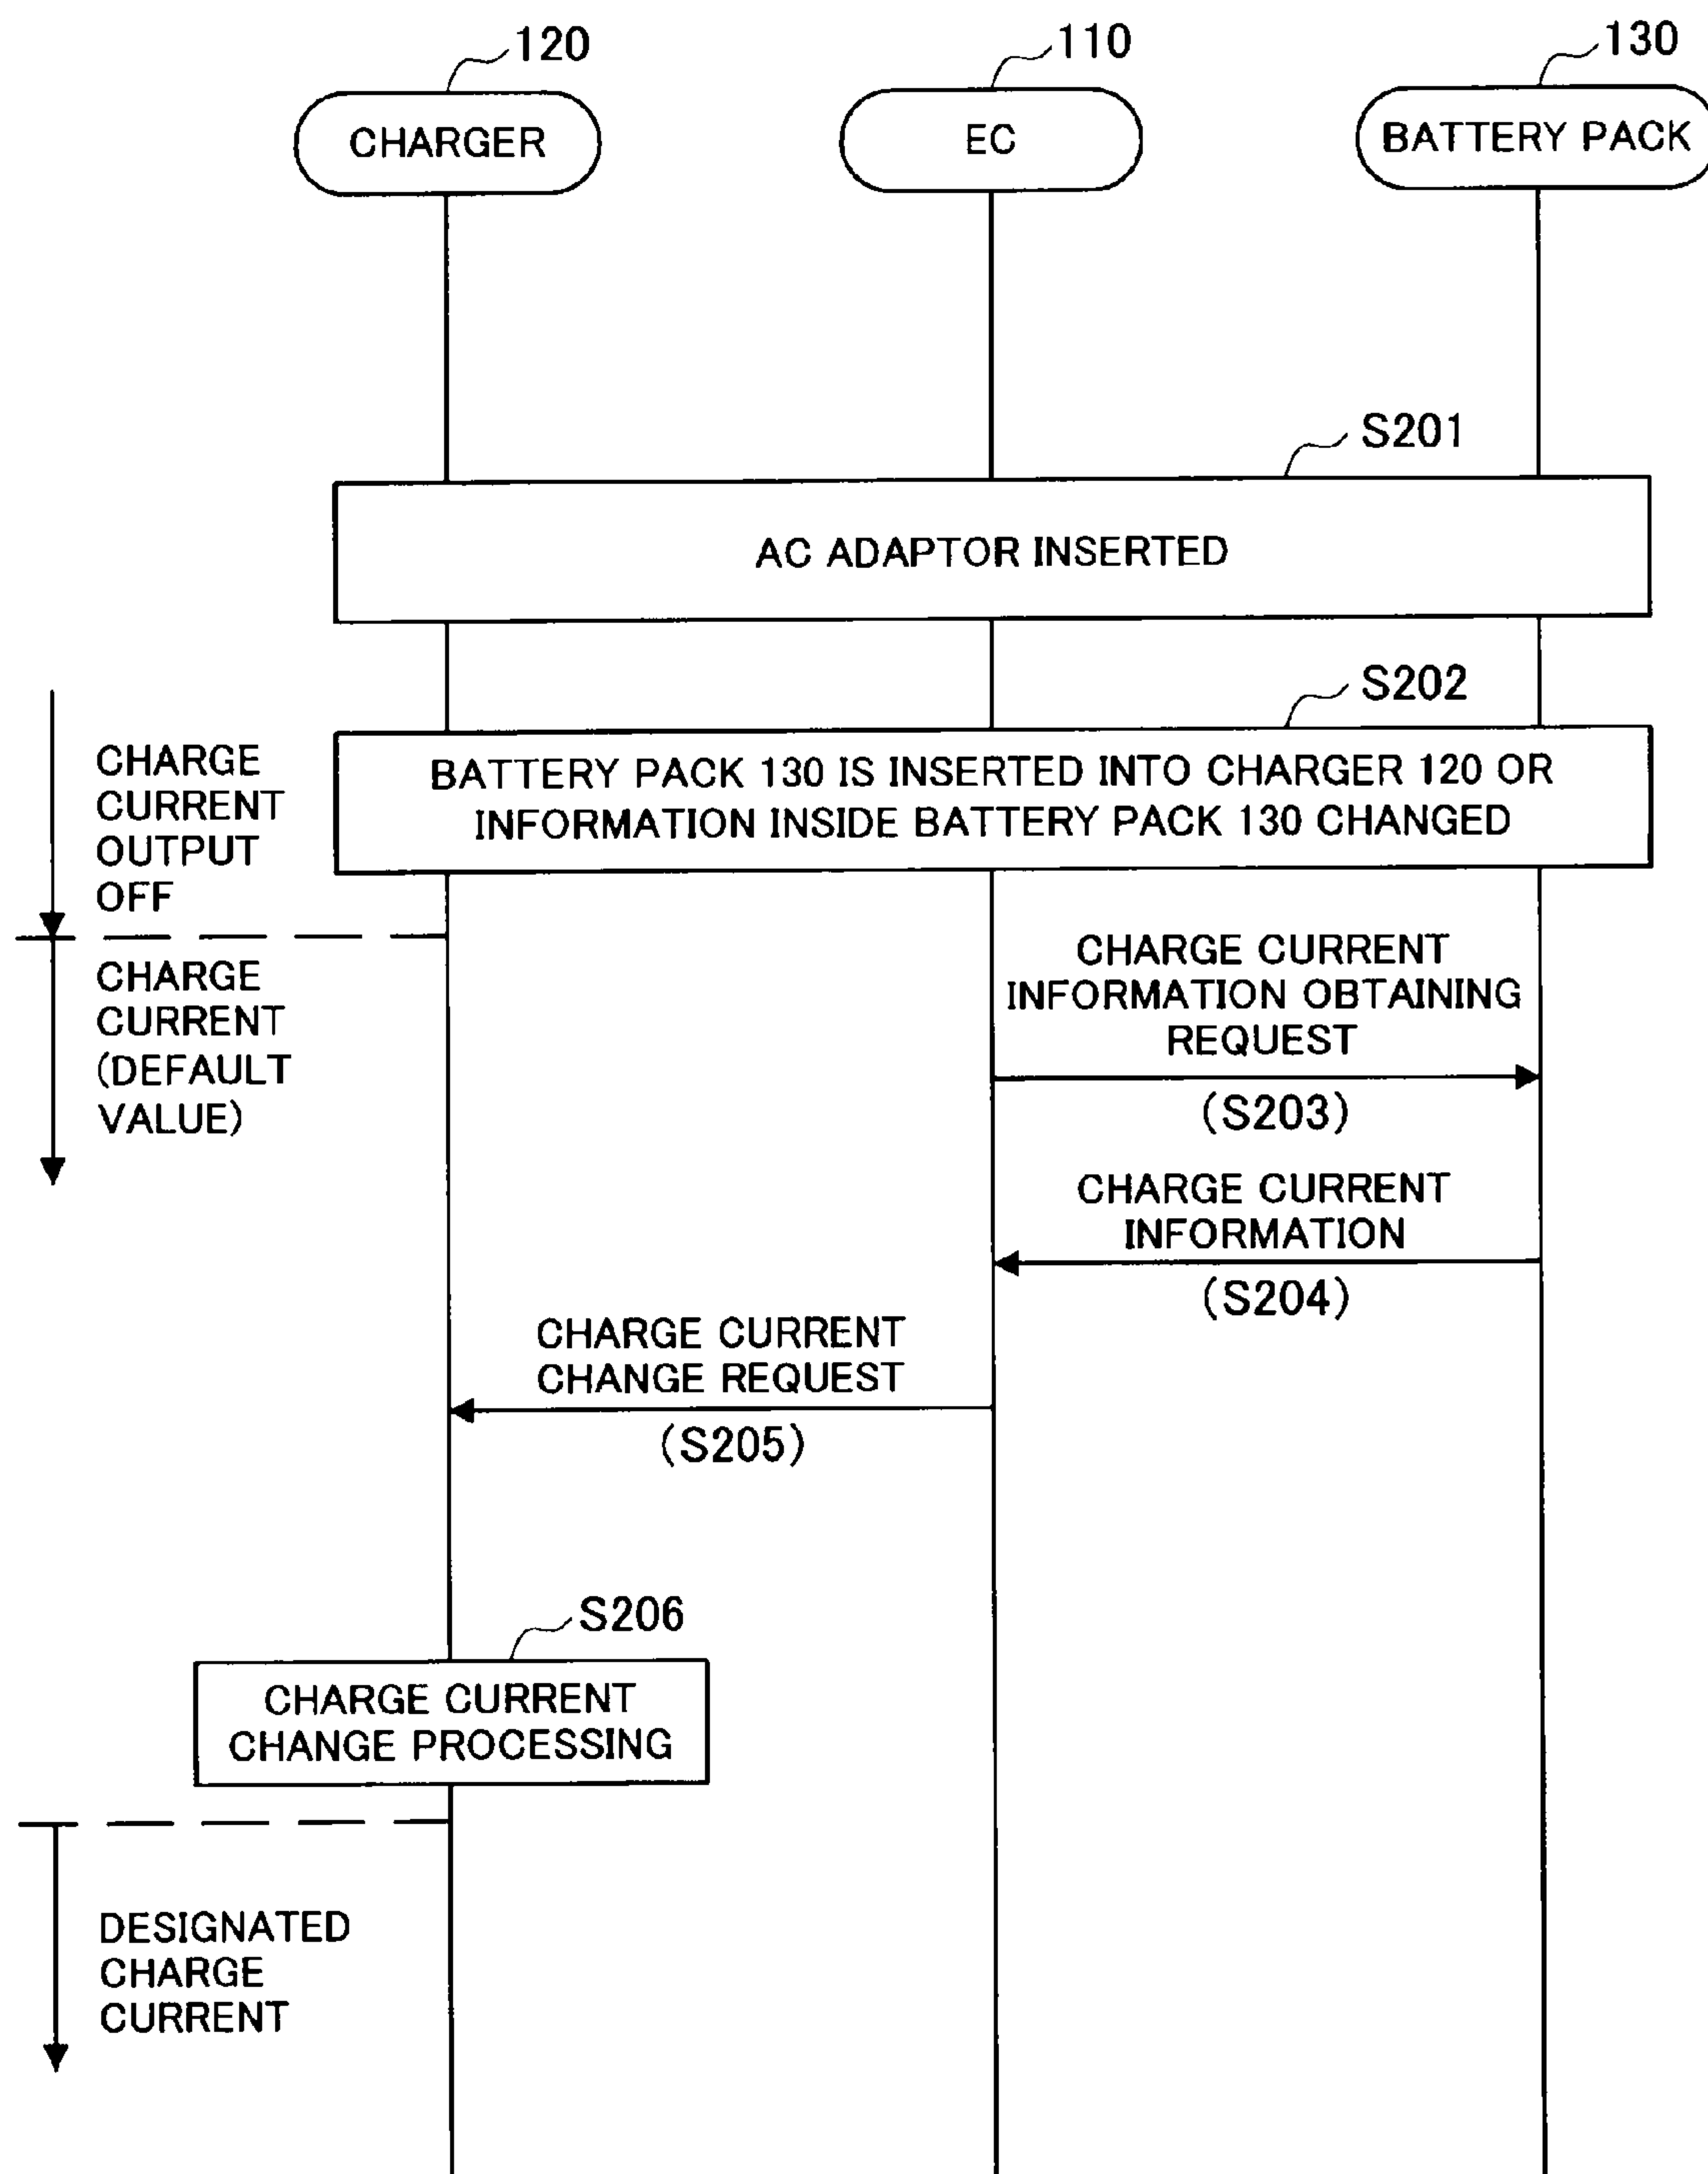 120
110
130
CHARGER
EC
BATTERY PACK
S201
AC ADAPTOR INSERTED
S202
BATTERY PACK 130 IS INSERTED INTO CHARGER 120 OR
INFORMATION INSIDE BATTERY PACK 130 CHANGED
CHARGE
CURRENT
OUTPUT
OFF
CHARGE
CURRENT
(DEFAULT
VALUE)
CHARGE CURRENT
INFORMATION OBTAINING
REQUEST
(S203)
CHARGE CURRENT
INFORMATION
(S204)
CHARGE CURRENT
CHANGE REQUEST
(S205)
S206
CHARGE CURRENT
CHANGE PROCESSING
DESIGNATED
CHARGE
CURRENT